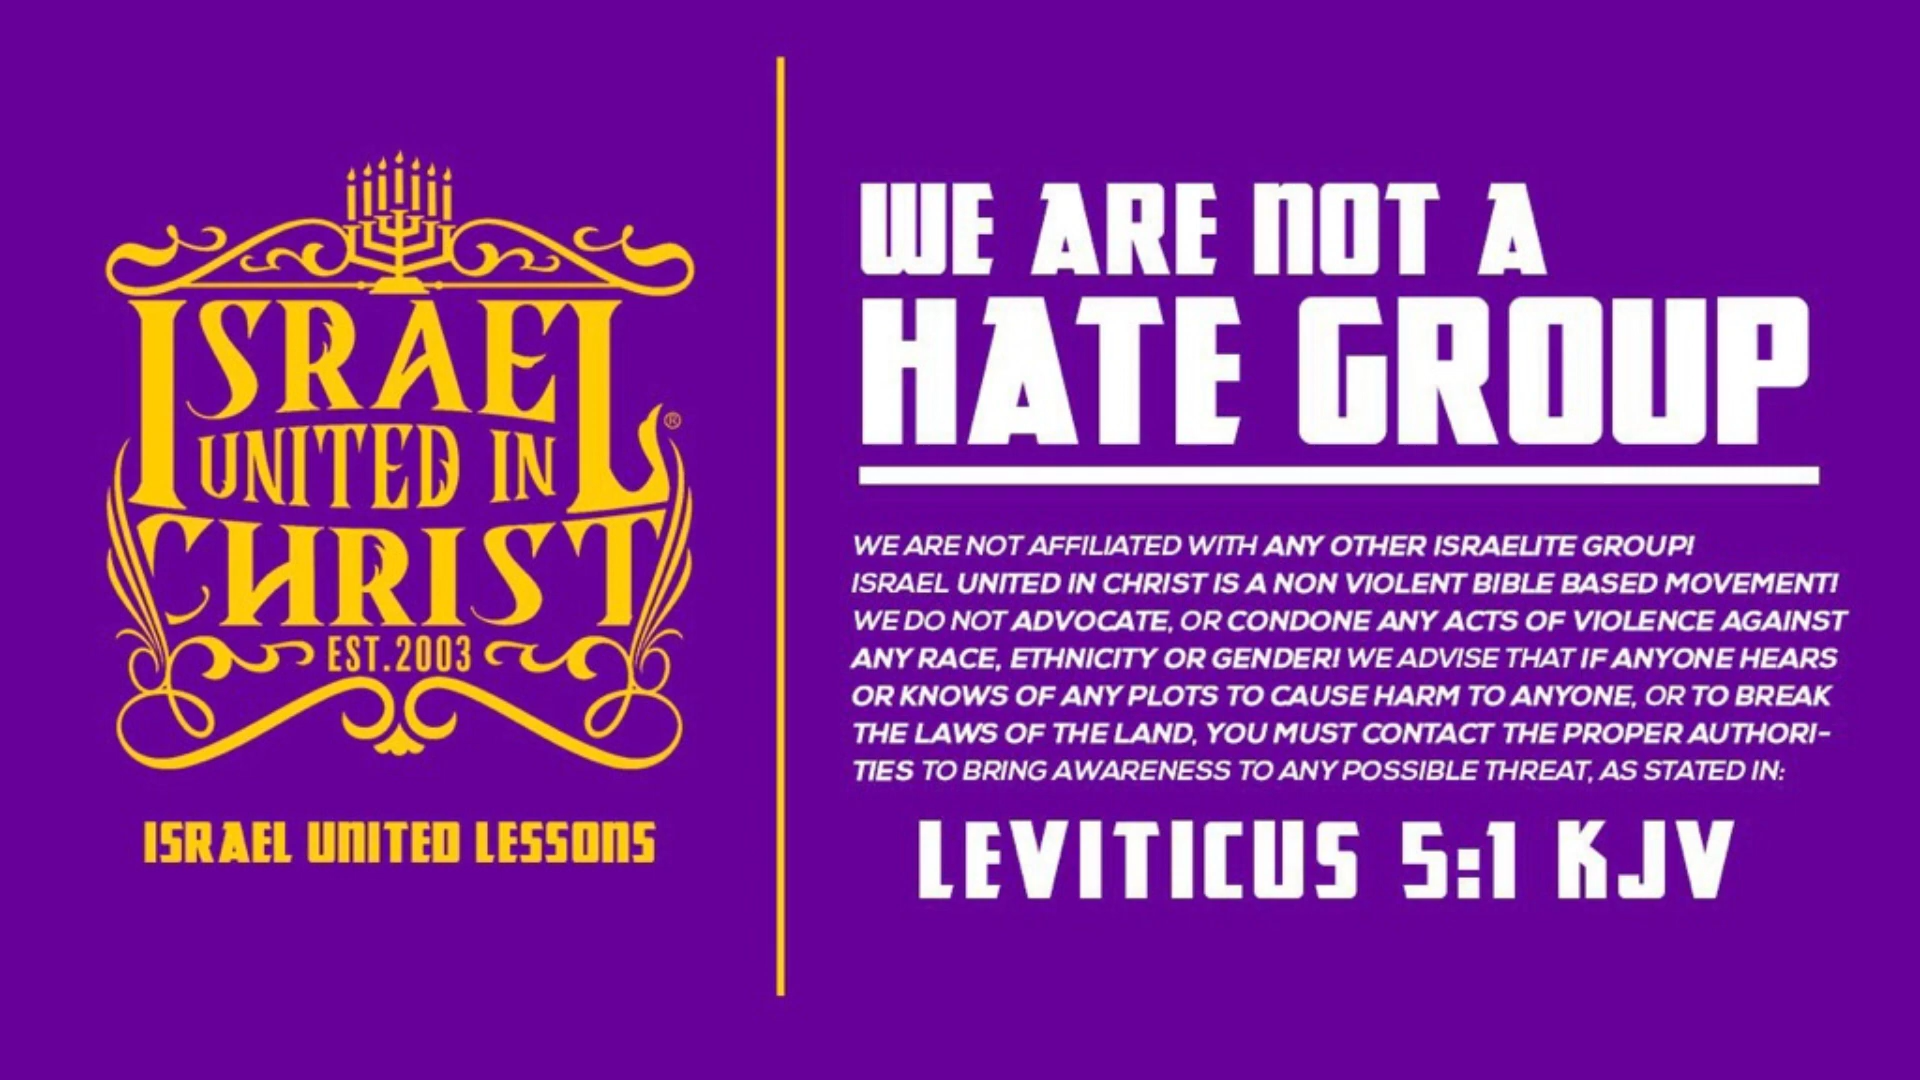 ISRAEL
UNITED IN
CHRIST
®
EST.2003
ISRAEL UNITED LESSONS
WE ARE NOT A
HATE GROUP
WE ARE NOT AFFILIATED WITH ANY OTHER ISRAELITE GROUP!
ISRAEL UNITED IN CHRIST IS A NON VIOLENT BIBLE BASED MOVEMENT!
WE DO NOT ADVOCATE, OR CONDONE ANY ACTS OF VIOLENCE AGAINST
ANY RACE, ETHNICITY OR GENDER! WE ADVISE THAT IF ANYONE HEARS
OR KNOWS OF ANY PLOTS TO CAUSE HARM TO ANYONE, OR TO BREAK
THE LAWS OF THE LAND, YOU MUST CONTACT THE PROPER AUTHORI-
TIES TO BRING AWARENESS TO ANY POSSIBLE THREAT, AS STATED IN:
LEVITICUS 5:1 KJV